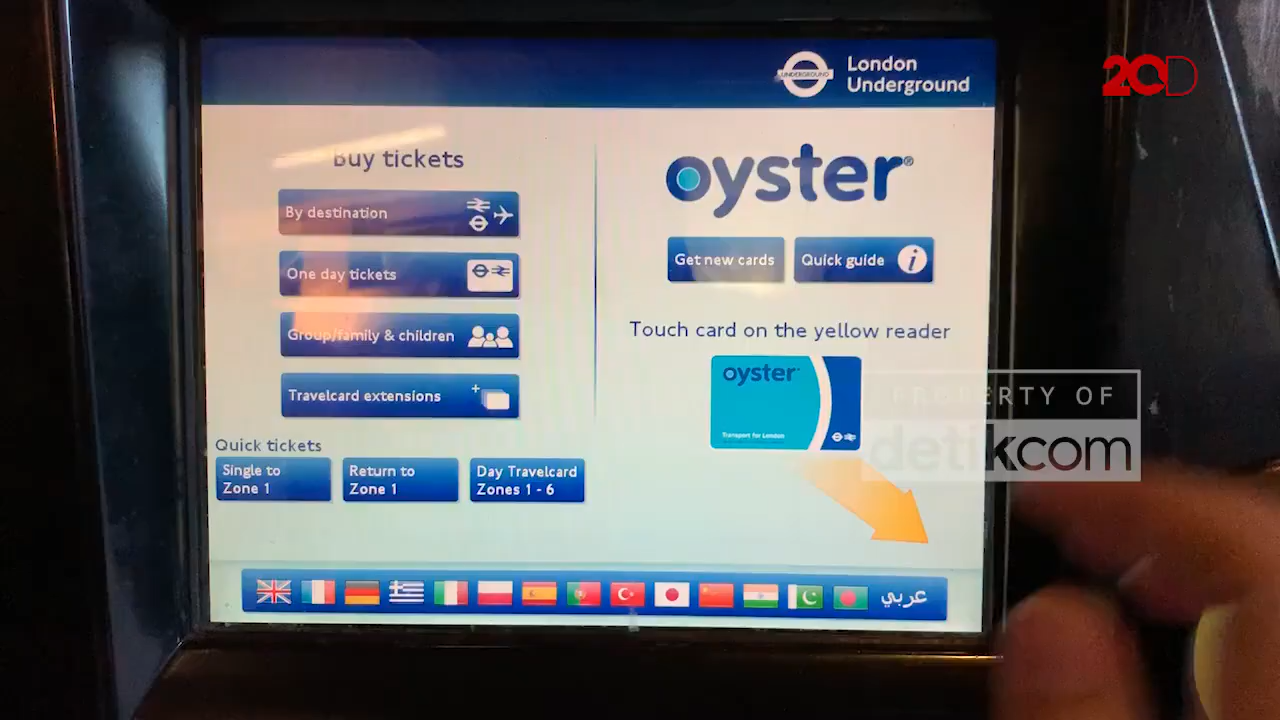 London
Underground
UNDERGROUND
20D
Buy tickets
By destination
One day tickets
Group/family & children
Travelcard extensions
Quick tickets
Single to
Zone 1
Return to
Zone 1
Day Travelcard
Zones 1 - 6
oyster®
Get new cards
Quick guide
i
Touch card on the yellow reader
oyster
Transport for London
PROPERTY OF
detikcom
عربي